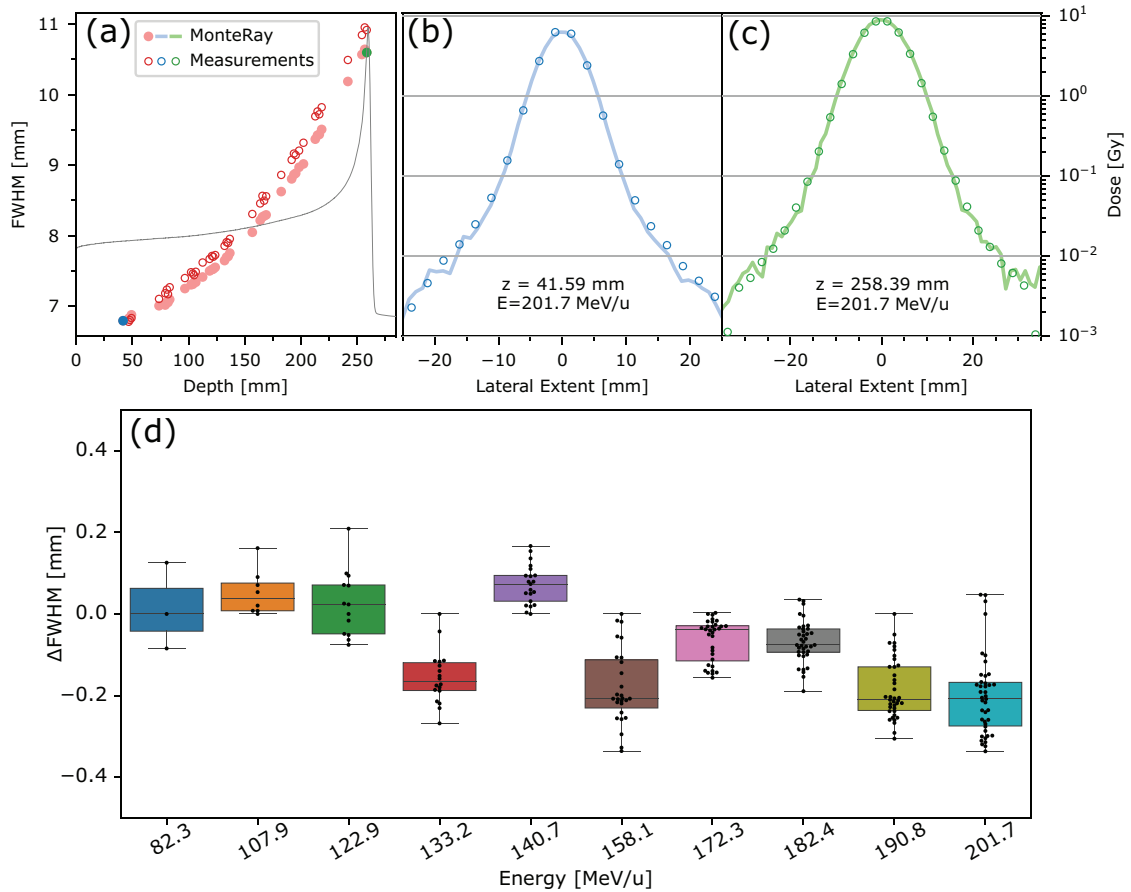 (a)
MonteRay
Measurements
11
10
9
8
7
FWHM [mm]
0
50
100
150
200
250
Depth [mm]
(b)
z = 41.59 mm
E=201.7 MeV/u
−20
−10
0
10
20
Lateral Extent [mm]
(c)
z = 258.39 mm
E=201.7 MeV/u
−20
0
20
Lateral Extent [mm]
10¹
10⁰
10⁻¹
10⁻²
10⁻³
Dose [Gy]
(d)
0.4
0.2
0.0
−0.2
−0.4
ΔFWHM [mm]
82.3
107.9
122.9
133.2
140.7
158.1
172.3
182.4
190.8
201.7
Energy [MeV/u]